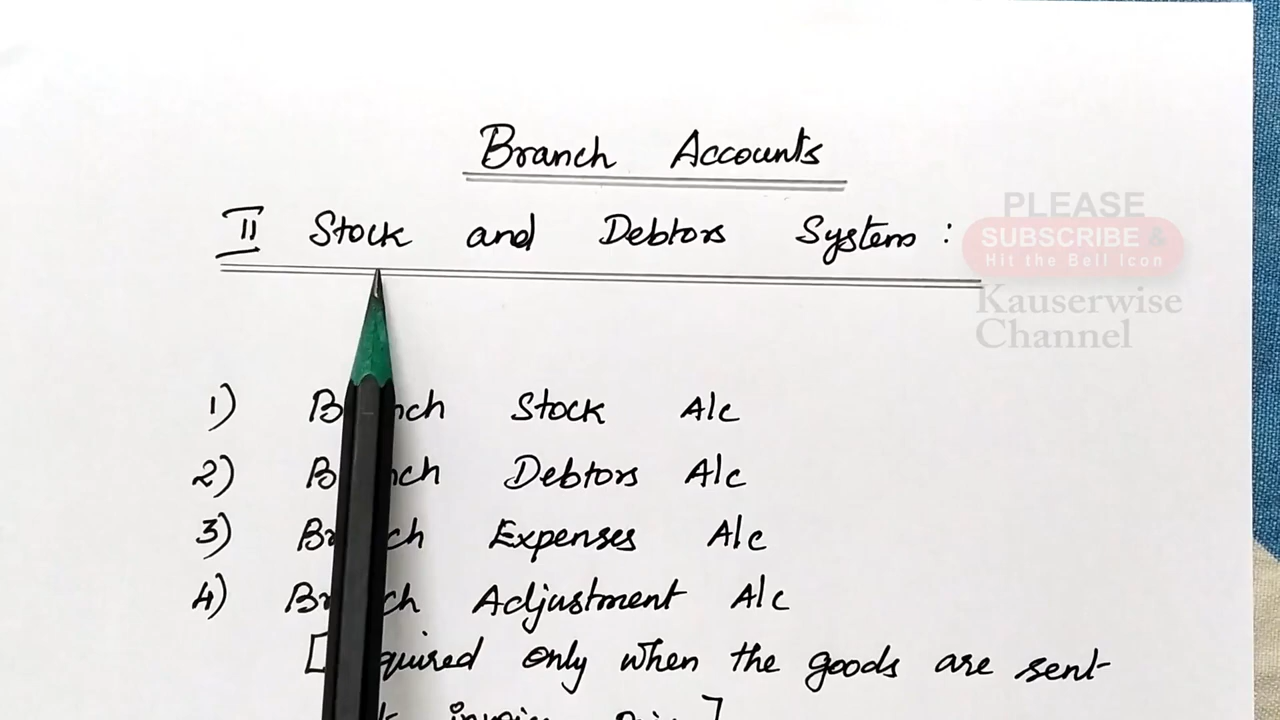 Branch Accounts
II Stock and Debtors System :
PLEASE
SUBSCRIBE &
Hit the Bell Icon
Kauserwise
Channel
1) Stock A/c
2) Debtors A/c
3) Expenses A/c
4) Adjustment A/c
only when the goods are sent